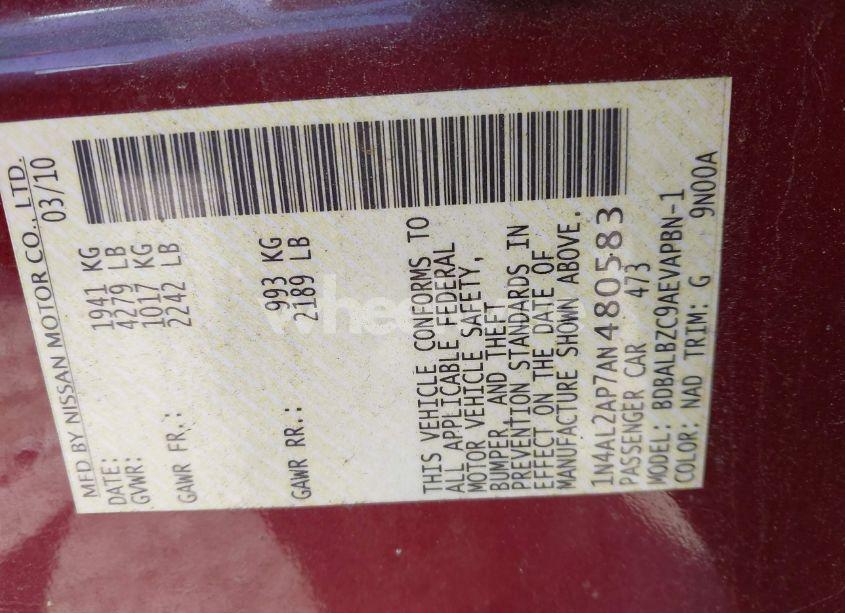 MFD BY NISSAN MOTOR CO., LTD.
DATE: 03/10
GVWR: 1941 KG
4279 LB
GAWR FR.: 1017 KG
2242 LB
GAWR RR.: 993 KG
2189 LB
THIS VEHICLE CONFORMS TO
ALL APPLICABLE FEDERAL
MOTOR VEHICLE SAFETY,
BUMPER, AND THEFT
PREVENTION STANDARDS IN
EFFECT ON THE DATE OF
MANUFACTURE SHOWN ABOVE.
1N4AL2AP7AN480583
PASSENGER CAR 473
MODEL: BDBALBZC9AEVAPBN-1
COLOR: NAD TRIM: G 9N00A